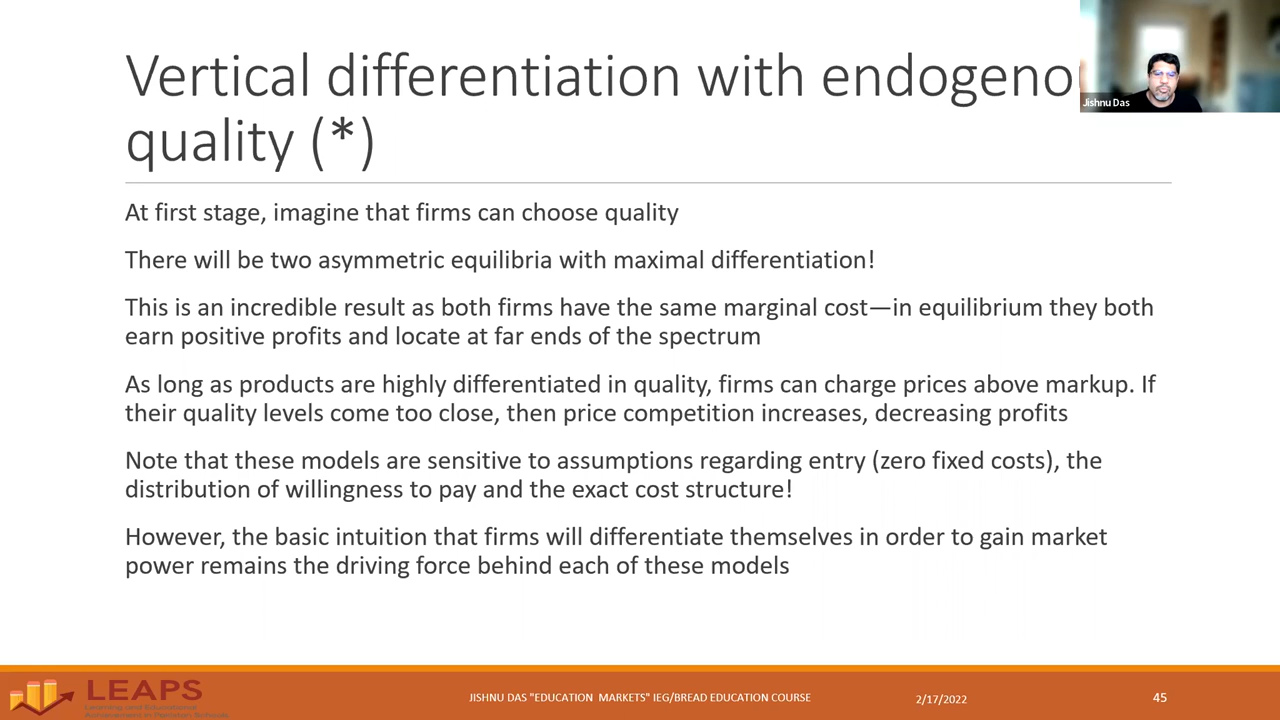 Vertical differentiation with endogeno
quality (*)
Jishnu Das
At first stage, imagine that firms can choose quality
There will be two asymmetric equilibria with maximal differentiation!
This is an incredible result as both firms have the same marginal cost—in equilibrium they both
earn positive profits and locate at far ends of the spectrum
As long as products are highly differentiated in quality, firms can charge prices above markup. If
their quality levels come too close, then price competition increases, decreasing profits
Note that these models are sensitive to assumptions regarding entry (zero fixed costs), the
distribution of willingness to pay and the exact cost structure!
However, the basic intuition that firms will differentiate themselves in order to gain market
power remains the driving force behind each of these models
LEAPS
Learning and Educational
Achievement in Pakistan Schools
JISHNU DAS "EDUCATION MARKETS" IEG/BREAD EDUCATION COURSE
2/17/2022
45